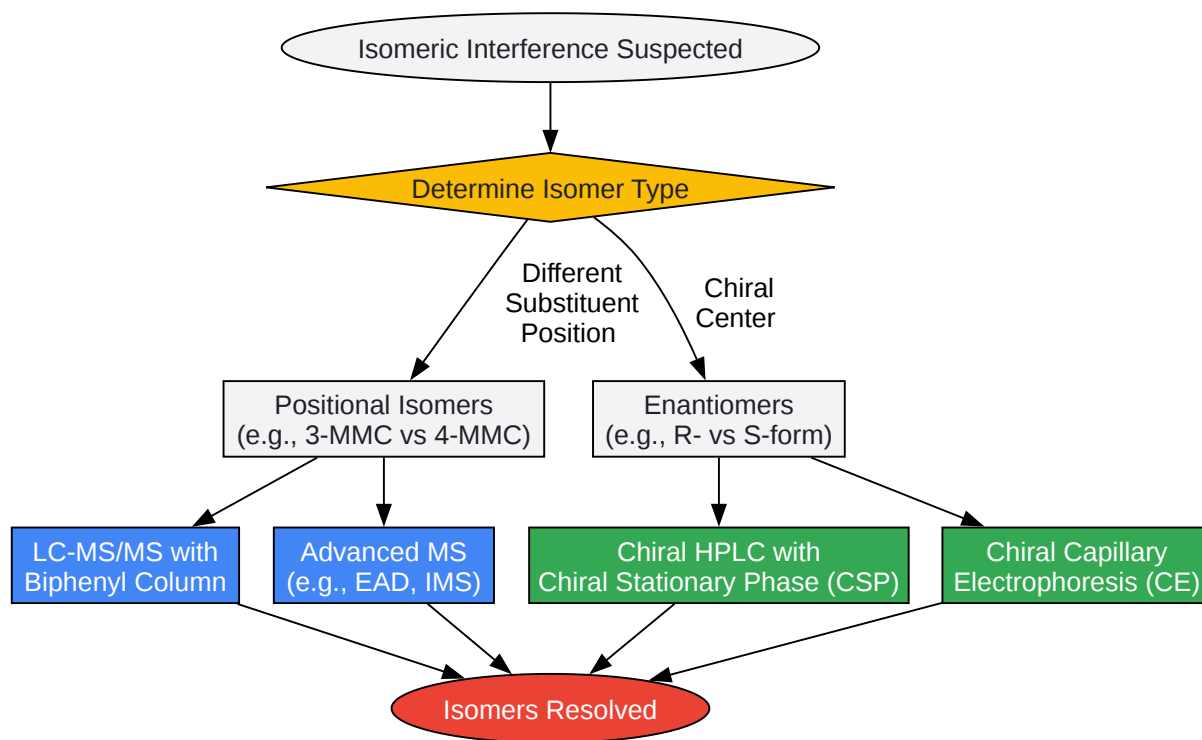 Isomeric Interference Suspected
Determine Isomer Type
Different
Substituent
Position
Chiral
Center
Positional Isomers
(e.g., 3-MMC vs 4-MMC)
Enantiomers
(e.g., R- vs S-form)
LC-MS/MS with
Biphenyl Column
Advanced MS
(e.g., EAD, IMS)
Chiral HPLC with
Chiral Stationary Phase (CSP)
Chiral Capillary
Electrophoresis (CE)
Isomers Resolved